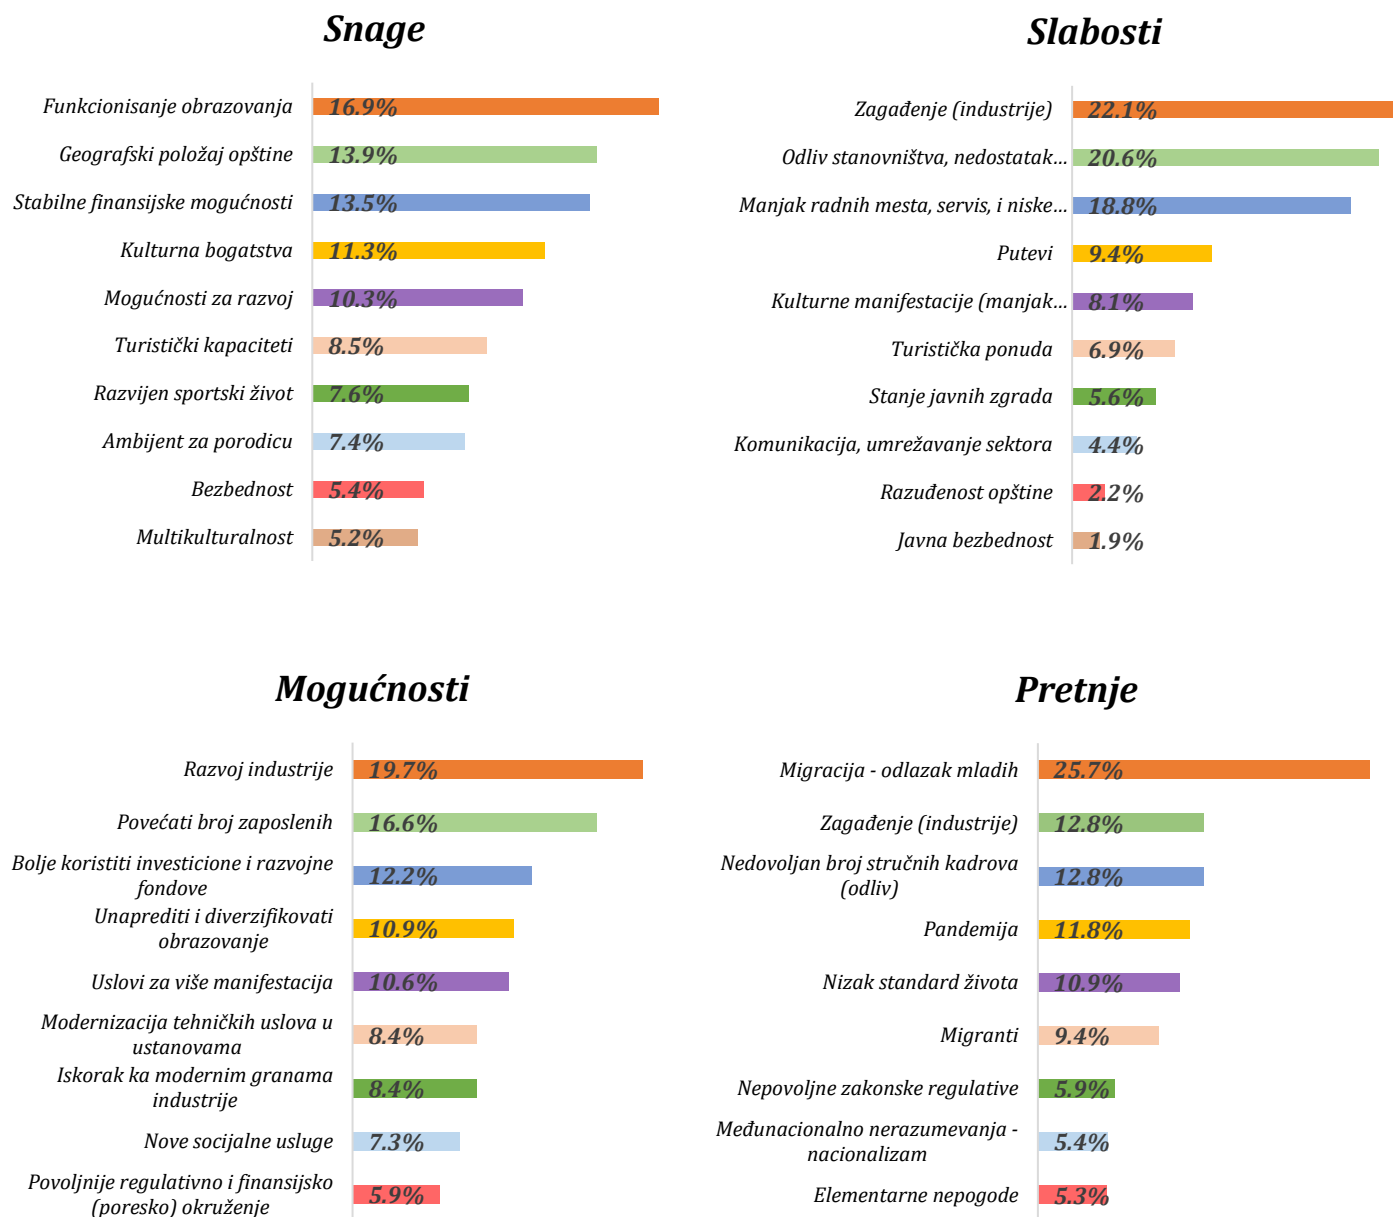 Snage
Funkcionisanje obrazovanja 16.9%
Geografski položaj opštine 13.9%
Stabilne finansijske mogućnosti 13.5%
Kulturna bogatstva 11.3%
Mogućnosti za razvoj 10.3%
Turistički kapaciteti 8.5%
Razvijen sportski život 7.6%
Ambijent za porodicu 7.4%
Bezbednost 5.4%
Multikulturalnost 5.2%
Slabosti
Zagađenje (industrije) 22.1%
Odliv stanovništva, nedostatak... 20.6%
Manjak radnih mesta, servis, i niske... 18.8%
Putevi 9.4%
Kulturne manifestacije (manjak... 8.1%
Turistička ponuda 6.9%
Stanje javnih zgrada 5.6%
Komunikacija, umrežavanje sektora 4.4%
Razuđenost opštine 2.2%
Javna bezbednost 1.9%
Mogućnosti
Razvoj industrije 19.7%
Povećati broj zaposlenih 16.6%
Bolje koristiti investicione i razvojne
fondove 12.2%
Unaprediti i diverzifikovati
obrazovanje 10.9%
Uslovi za više manifestacija 10.6%
Modernizacija tehničkih uslova u
ustanovama 8.4%
Iskorak ka modernim granama
industrije 8.4%
Nove socijalne usluge 7.3%
Povoljnije regulativno i finansijsko
(poresko) okruženje 5.9%
Pretnje
Migracija - odlazak mladih 25.7%
Zagađenje (industrije) 12.8%
Nedovoljan broj stručnih kadrova
(odliv) 12.8%
Pandemija 11.8%
Nizak standard života 10.9%
Migranti 9.4%
Nepovoljne zakonske regulative 5.9%
Međunacionalno nerazumevanja -
nacionalizam 5.4%
Elementarne nepogode 5.3%